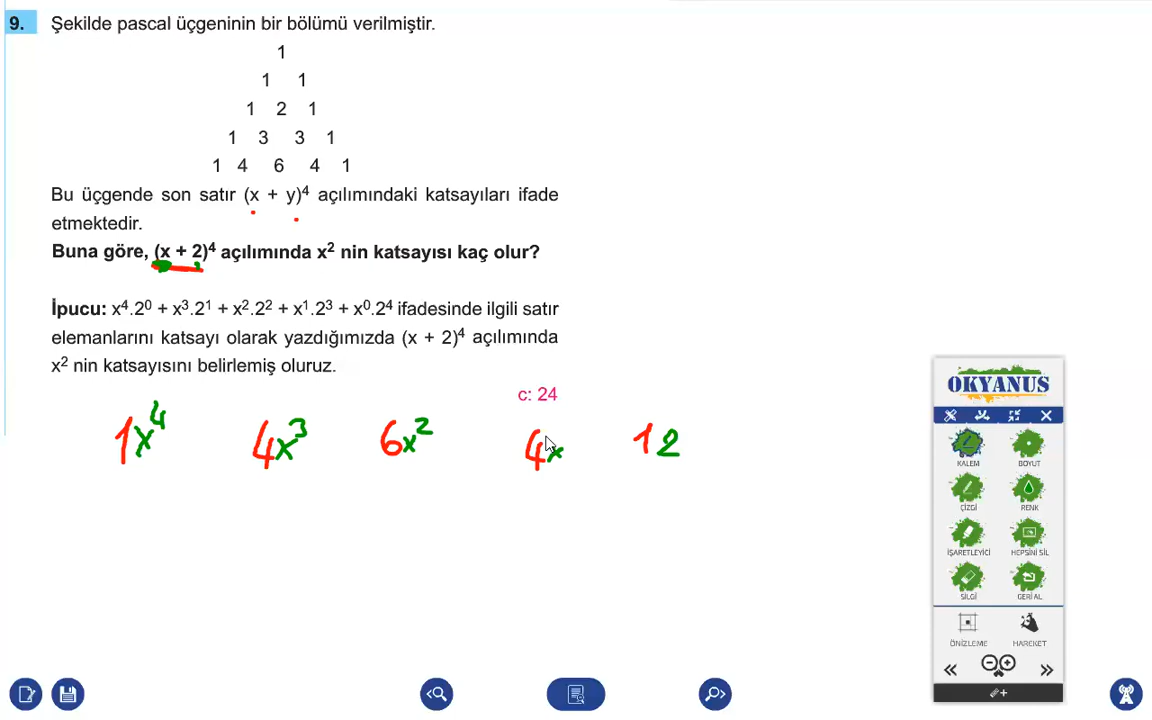 9. Şekilde pascal üçgeninin bir bölümü verilmiştir.
1
1 1
1 2 1
1 3 3 1
1 4 6 4 1
Bu üçgende son satır (x + y)⁴ açılımındaki katsayıları ifade
etmektedir.
Buna göre, (x + 2)⁴ açılımında x² nin katsayısı kaç olur?
İpucu: x⁴.2⁰ + x³.2¹ + x².2² + x¹.2³ + x⁰.2⁴ ifadesinde ilgili satır
elemanlarını katsayı olarak yazdığımızda (x + 2)⁴ açılımında
x² nin katsayısını belirlemiş oluruz.
c: 24
1x⁴ 4x³ 6x² 4x 1 2
OKYANUS
KALEM BOYUT
ÇİZGİ RENK
İŞARETLEYİCİ HEPSİNİ SİL
SİLGİ GERİ AL
ÖNİZLEME HAREKET